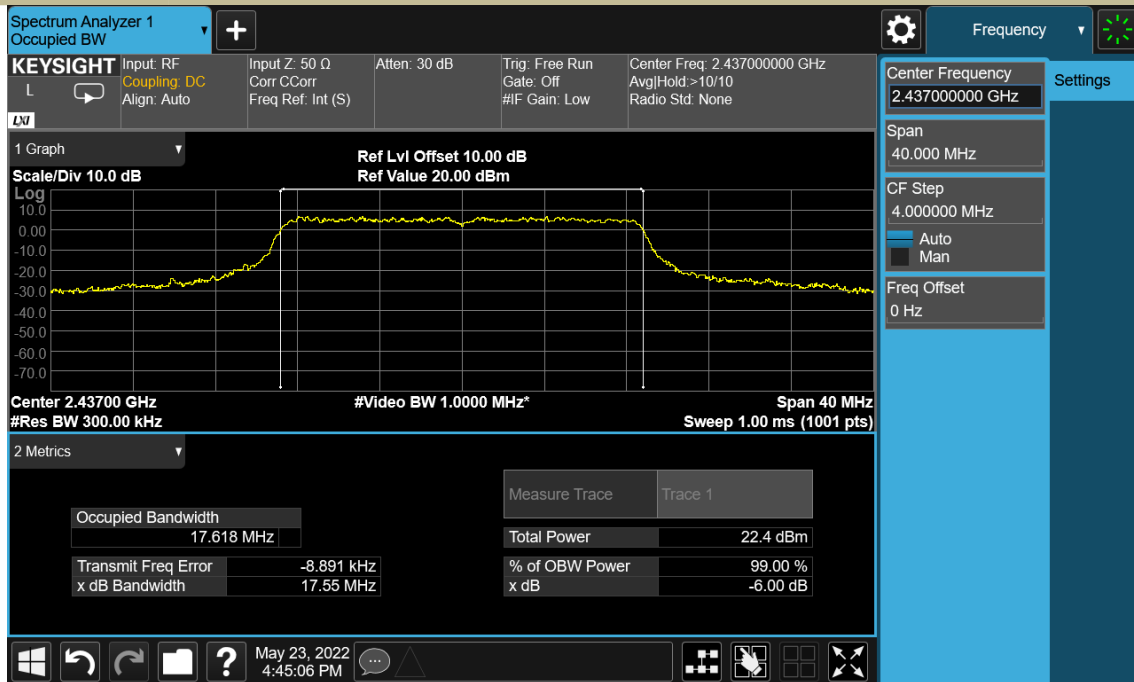 Spectrum Analyzer 1
Occupied BW
Frequency
KEYSIGHT
L
LXI
Input: RF
Coupling: DC
Align: Auto
Input Z: 50 Ω
Corr CCorr
Freq Ref: Int (S)
Atten: 30 dB
Trig: Free Run
Gate: Off
#IF Gain: Low
Center Freq: 2.437000000 GHz
Avg|Hold:>10/10
Radio Std: None
Center Frequency
2.437000000 GHz
Settings
Span
40.000 MHz
CF Step
4.000000 MHz
Auto
Man
Freq Offset
0 Hz
1 Graph
Ref Lvl Offset 10.00 dB
Scale/Div 10.0 dB
Ref Value 20.00 dBm
Log
10.0
0.00
-10.0
-20.0
-30.0
-40.0
-50.0
-60.0
-70.0
Center 2.43700 GHz
#Video BW 1.0000 MHz*
Span 40 MHz
#Res BW 300.00 kHz
Sweep 1.00 ms (1001 pts)
2 Metrics
Measure Trace
Trace 1
Occupied Bandwidth
17.618 MHz
Total Power
22.4 dBm
Transmit Freq Error
-8.891 kHz
% of OBW Power
99.00 %
x dB Bandwidth
17.55 MHz
x dB
-6.00 dB
?
May 23, 2022
4:45:06 PM